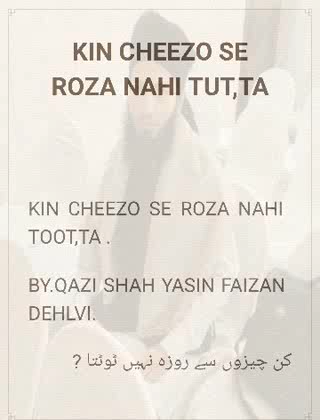 KIN CHEEZO SE
ROZA NAHI TUT,TA
KIN CHEEZO SE ROZA NAHI
TOOT,TA .
BY.QAZI SHAH YASIN FAIZAN
DEHLVI.
کن چیزوں سے روزہ نہیں ٹوئتا ?